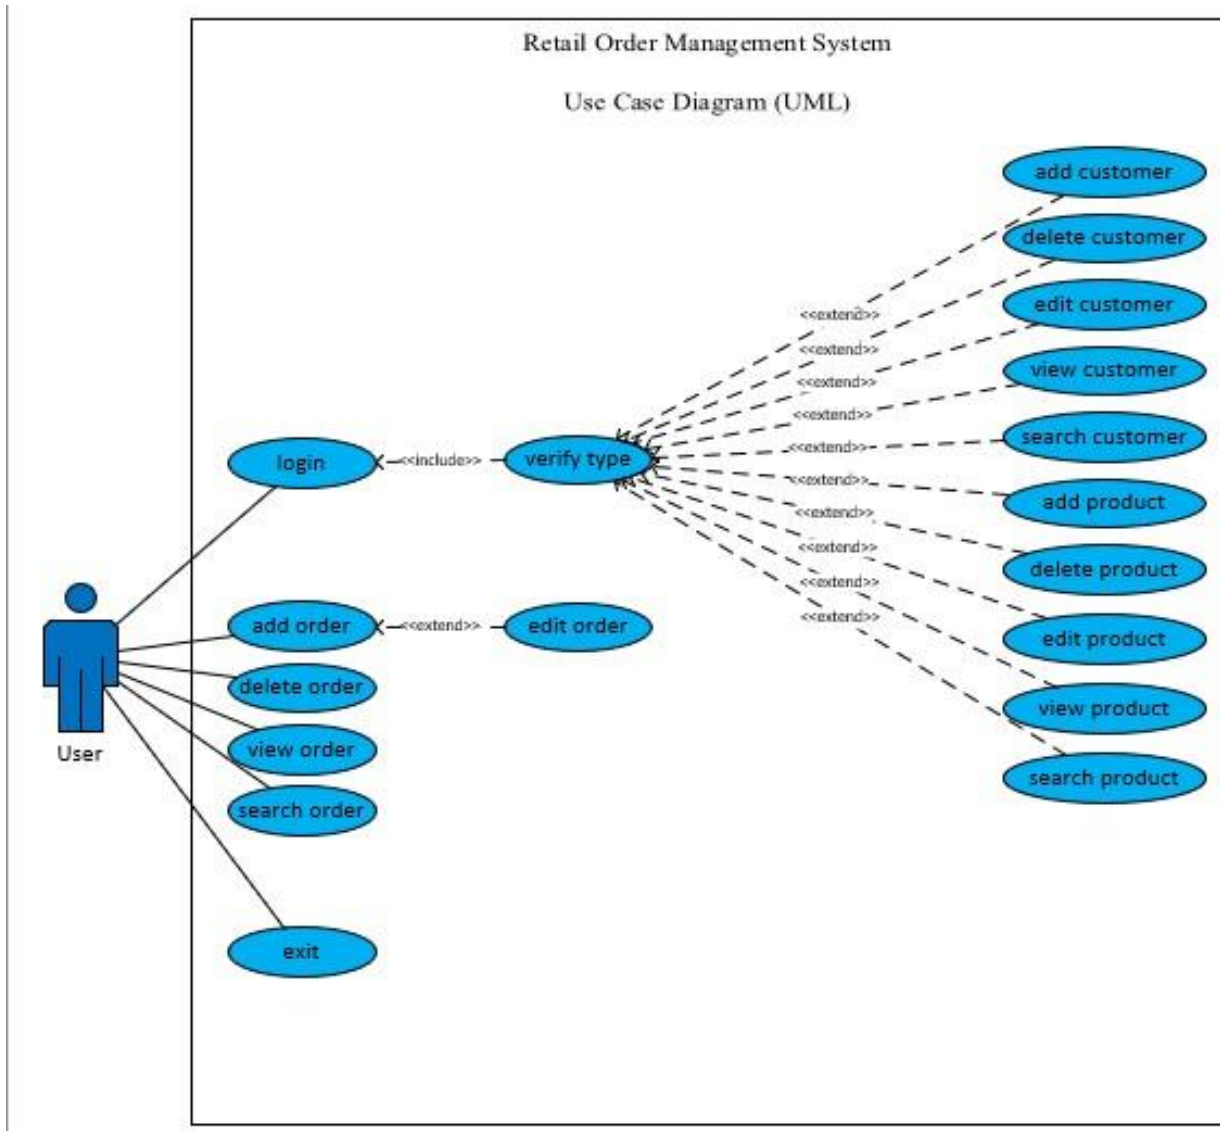 Retail Order Management System
Use Case Diagram (UML)
add customer
delete customer
edit customer
view customer
search customer
add product
delete product
edit product
view product
search product
<<extend>>
<<extend>>
<<extend>>
<<extend>>
<<extend>>
<<extend>>
<<extend>>
<<extend>>
<<extend>>
<<extend>>
login
<<include>>
verify type
add order
<<extend>>
edit order
delete order
view order
search order
exit
User